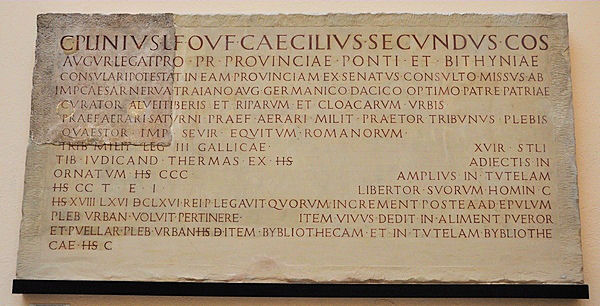 C·PLINIVS·L·F·OVF·CAECILIVS·SECVNDVS·COS
AVGVR·LEGAT·PRO·PR·PROVINCIAE·PONTI·ET·BITHYNIAE
CONSVLARI·POTESTAT·IN·EAM·PROVINCIAM·EX·SENATVS·CONSVLTO·MISSVS·AB
IMP·CAESAR·NERVA·TRAIANO·AVG·GERMANICO·DACICO·OPTIMO·PATRE·PATRIAE
CVRATOR·ALVEI·TIBERIS·ET·RIPARVM·ET·CLOACARVM·VRBIS
PRAEF·AERARI·SATVRNI·PRAEF·AERARI·MILIT·PRAETOR·TRIBVNVS·PLEBIS
QVAESTOR·IMP·SEVIR·EQVITVM·ROMANORVM
TRIB·MILIT·LEG·III·GALLICAE XVIR·STLI
TIB·IVDICAND·THERMAS·EX·HS ADIECTIS·IN
ORNATVM·HS·CCC AMPLIVS·IN·TVTELAM
HS·CC·T·E·I LIBERTOR·SVORVM·HOMIN·C
HS·XVIII·LXVI·DCLXVI·REI·P·LEGAVIT·QVORVM·INCREMENT·POSTEA·AD·EPVLVM
PLEB·VRBAN·VOLVIT·PERTINERE ITEM·VIVVS·DEDIT·IN·ALIMENT·PVEROR
ET·PVELLAR·PLEB·VRBAN·HS·D·ITEM·BYBLIOTHECAM·ET·IN·TVTELAM·BYBLIOTHE
CAE·HS·C